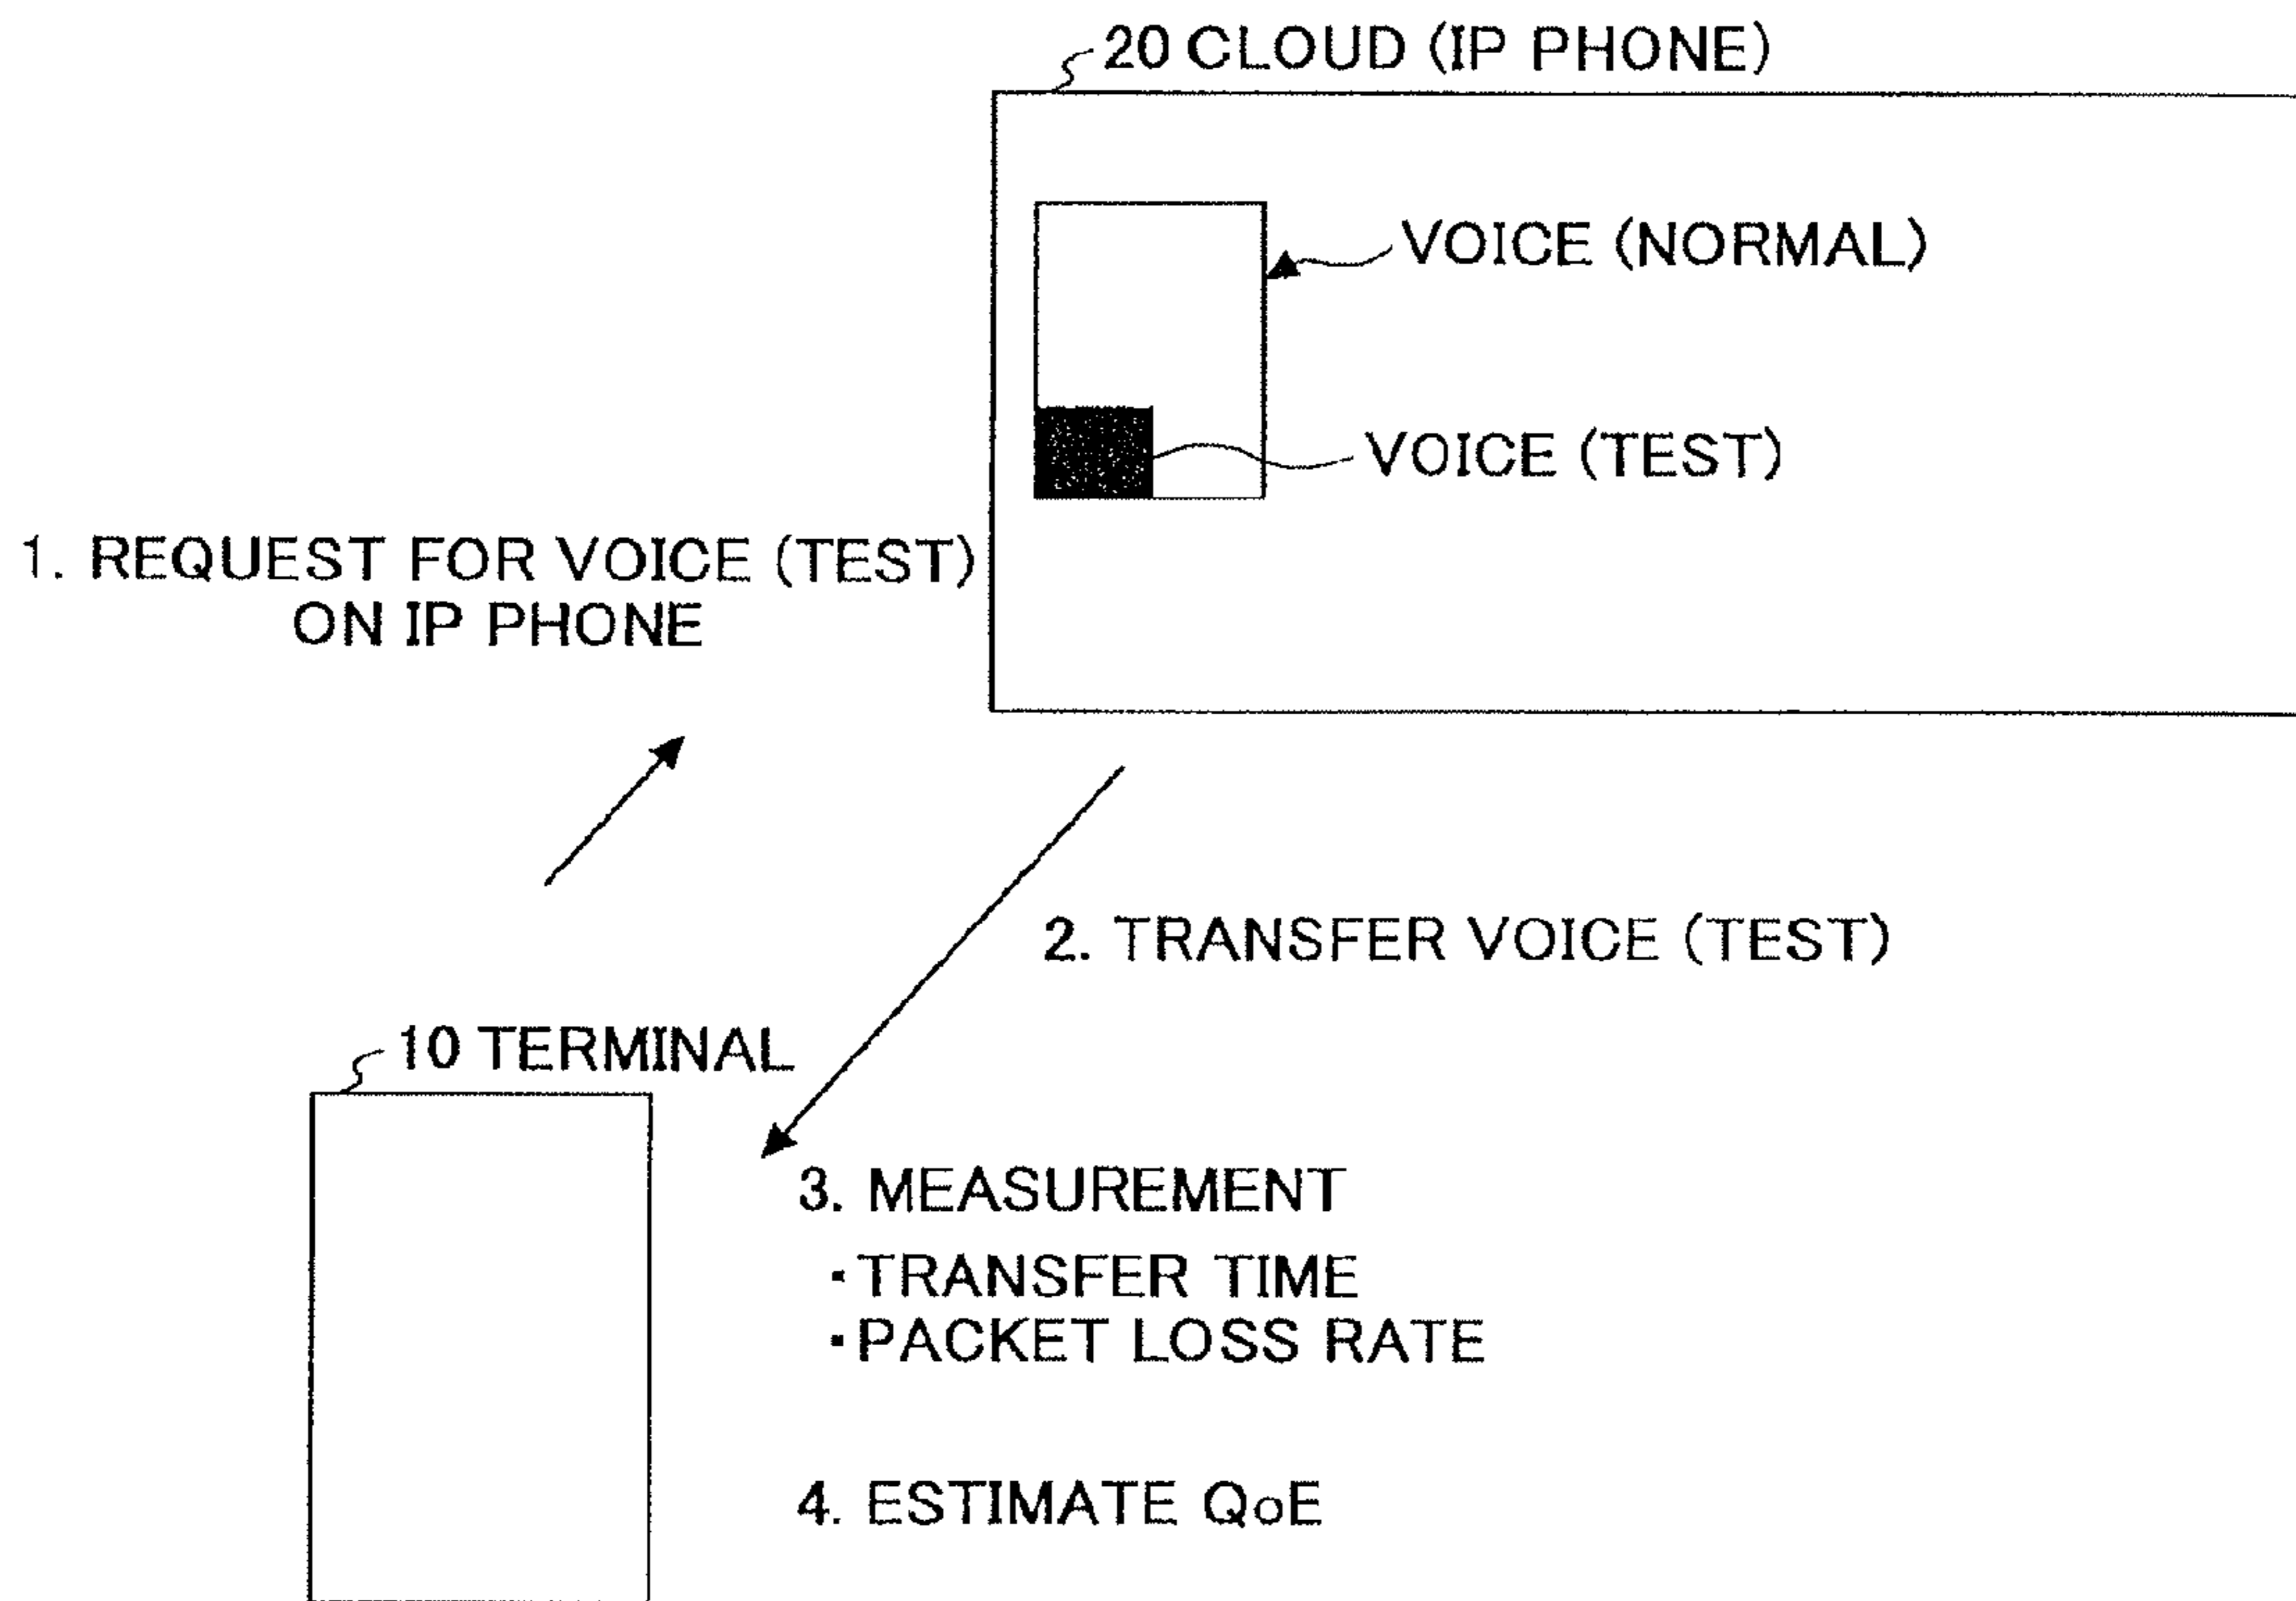 20 CLOUD (IP PHONE)
VOICE (NORMAL)
VOICE (TEST)
1. REQUEST FOR VOICE (TEST)
ON IP PHONE
2. TRANSFER VOICE (TEST)
10 TERMINAL
3. MEASUREMENT
・TRANSFER TIME
・PACKET LOSS RATE
4. ESTIMATE QoE